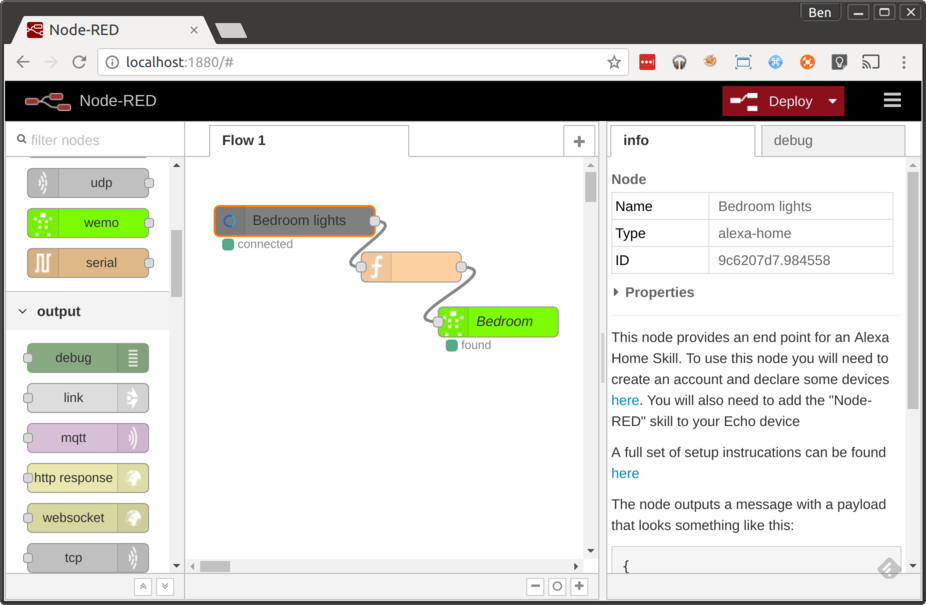 Ben
Node-RED
localhost:1880/#
Node-RED
Deploy
filter nodes
udp
wemo
serial
output
debug
link
mqtt
http response
websocket
tcp
Flow 1
Bedroom lights
connected
f
Bedroom
found
info
debug
Node
Name Bedroom lights
Type alexa-home
ID 9c6207d7.984558
Properties
This node provides an end point for an Alexa
Home Skill. To use this node you will need to
create an account and declare some devices
here. You will also need to add the "Node-
RED" skill to your Echo device
A full set of setup instrucations can be found
here
The node outputs a message with a payload
that looks something like this:
{